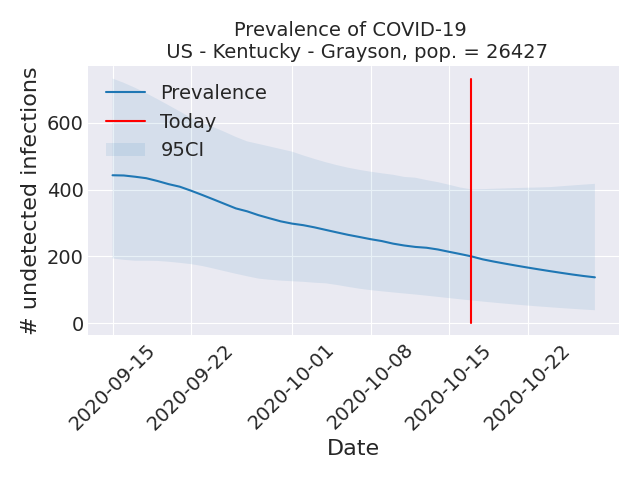 Prevalence of COVID-19
US - Kentucky - Grayson, pop. = 26427
# undetected infections
600
400
200
0
Prevalence
Today
95CI
2020-09-15
2020-09-22
2020-10-01
2020-10-08
2020-10-15
2020-10-22
Date